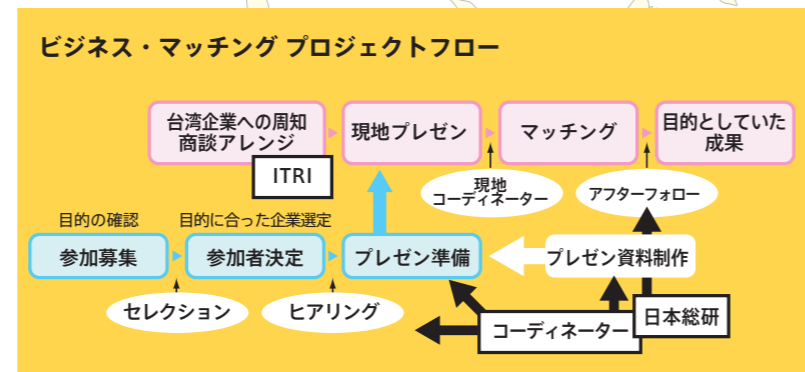 ビジネス・マッチング プロジェクトフロー
台湾企業への周知
商談アレンジ
ITRI
現地プレゼン
マッチング
目的としていた
成果
現地
コーディネーター
アフターフォロー
目的の確認
目的に合った企業選定
参加募集
参加者決定
プレゼン準備
プレゼン資料制作
セレクション
ヒアリング
コーディネーター
日本総研